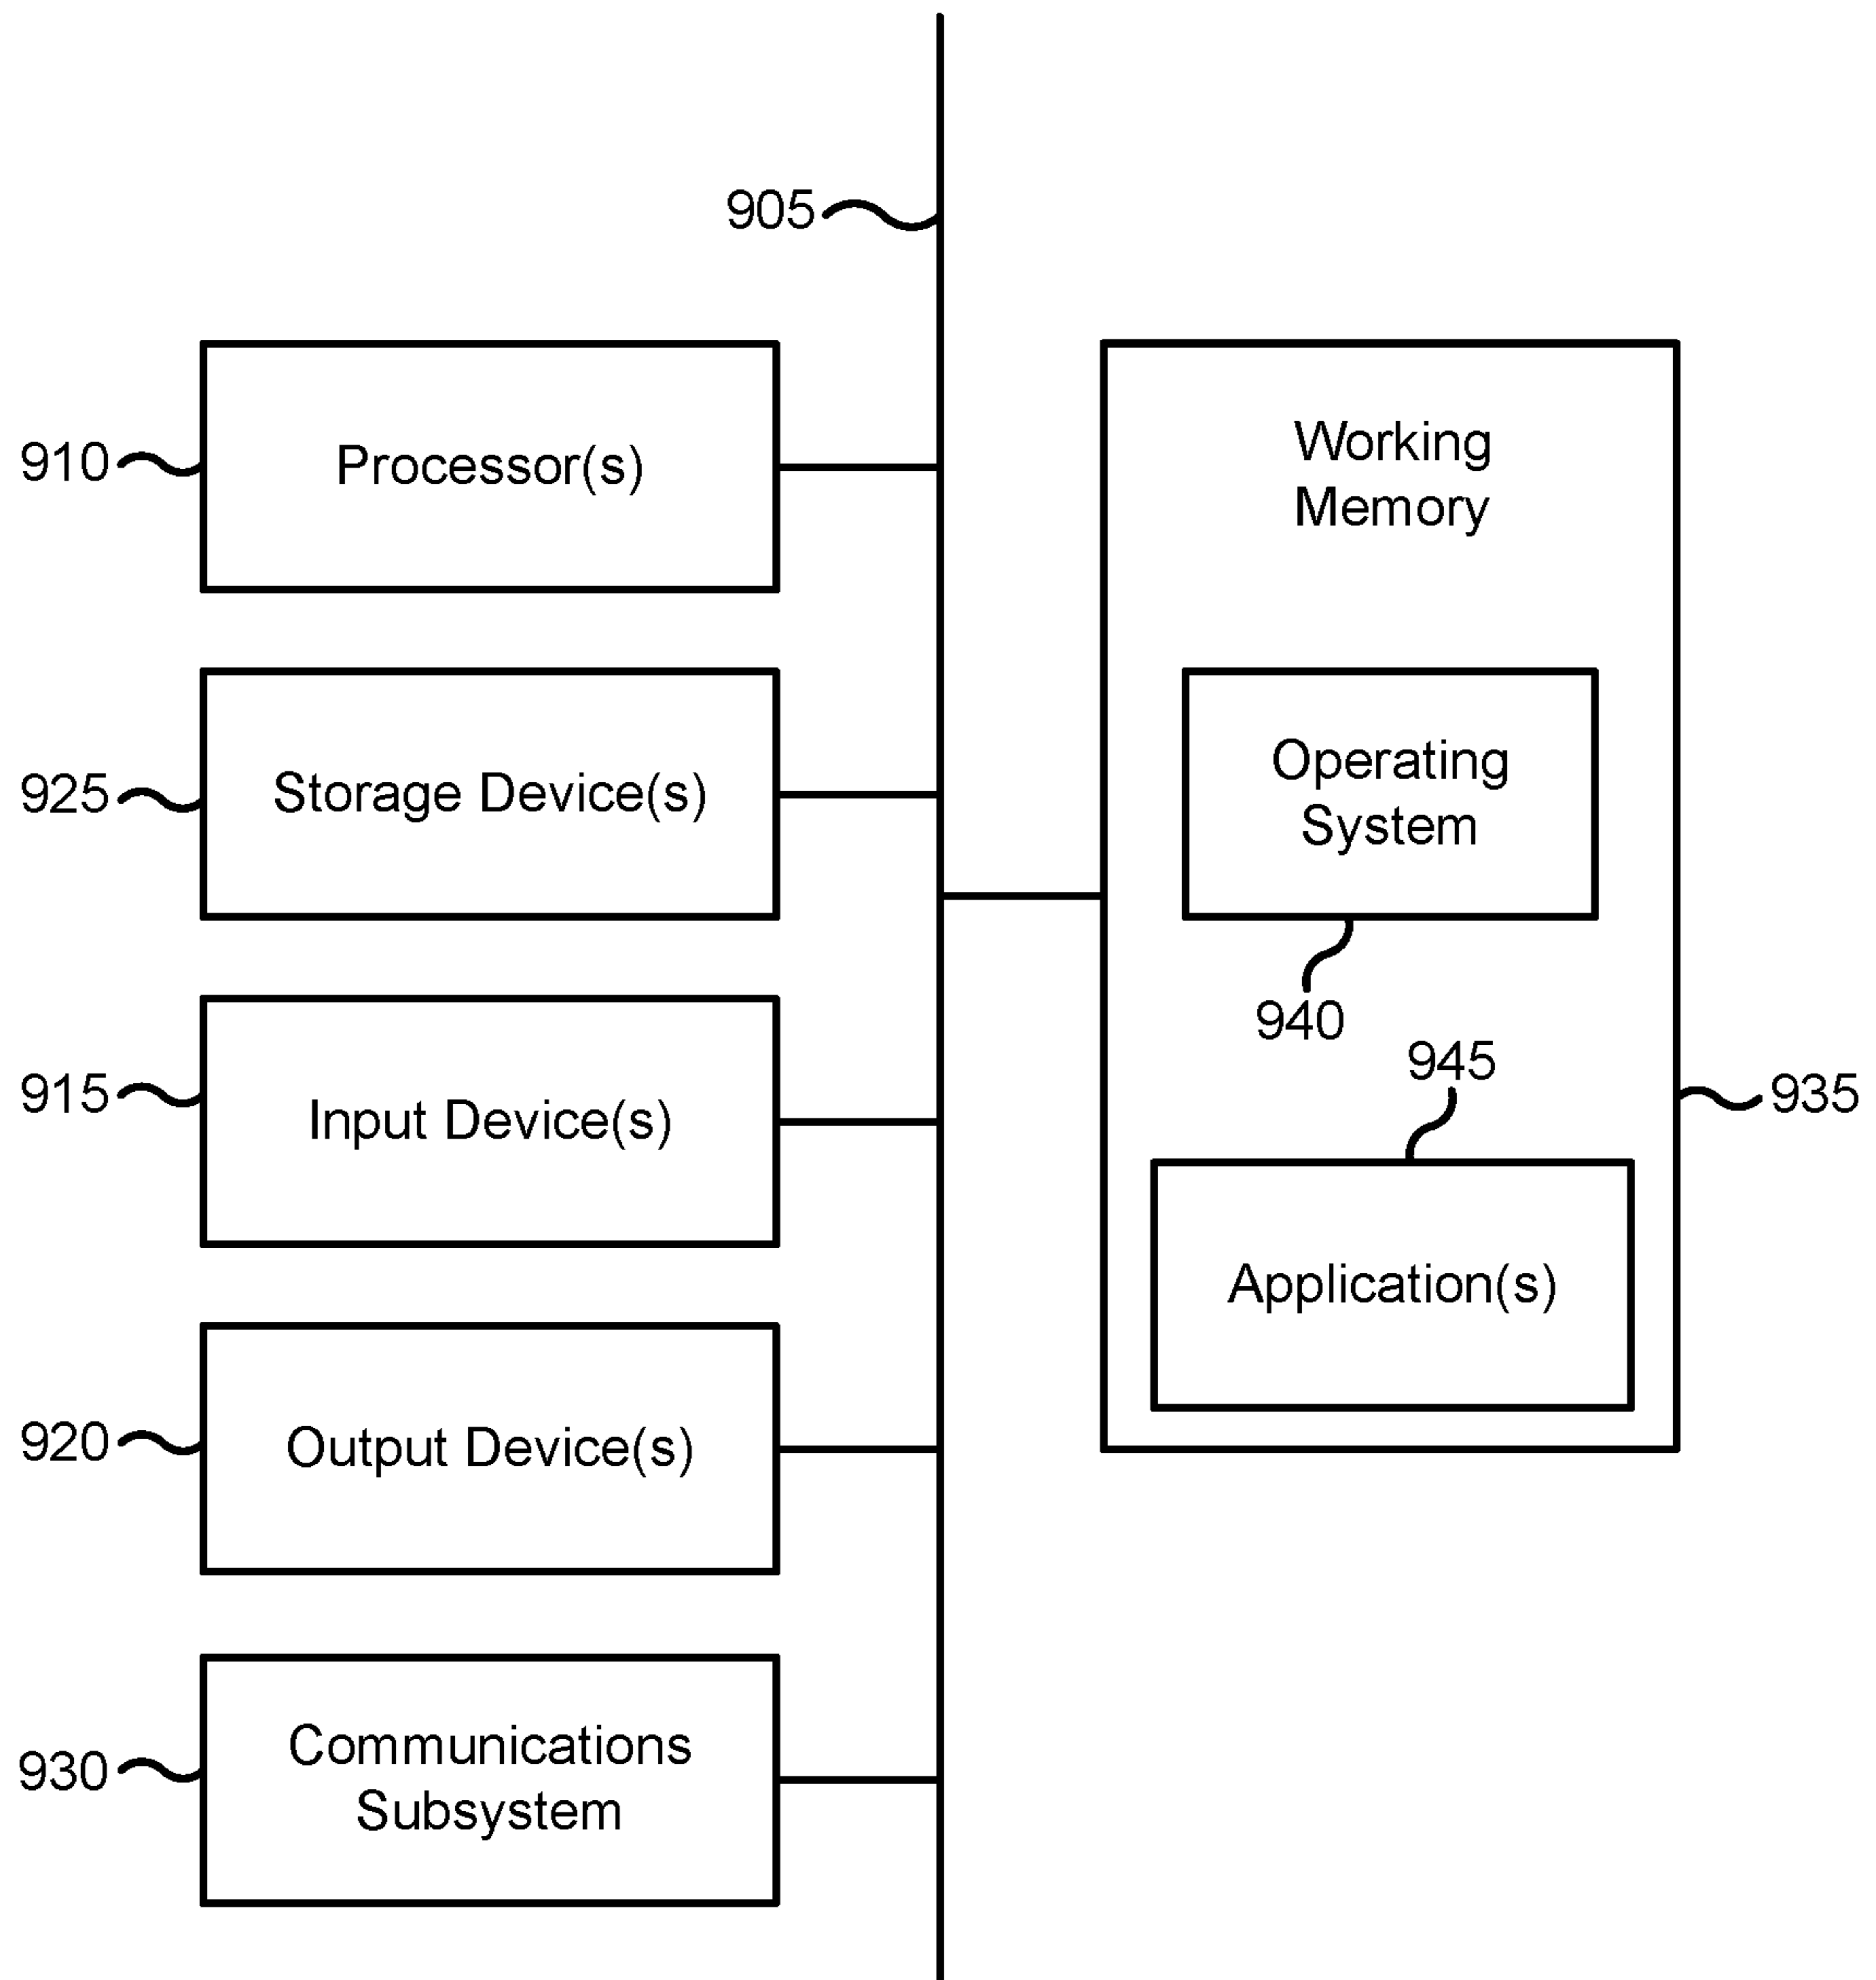 905
910
Processor(s)
925
Storage Device(s)
915
Input Device(s)
920
Output Device(s)
930
Communications
Subsystem
Working
Memory
Operating
System
940
945
935
Application(s)